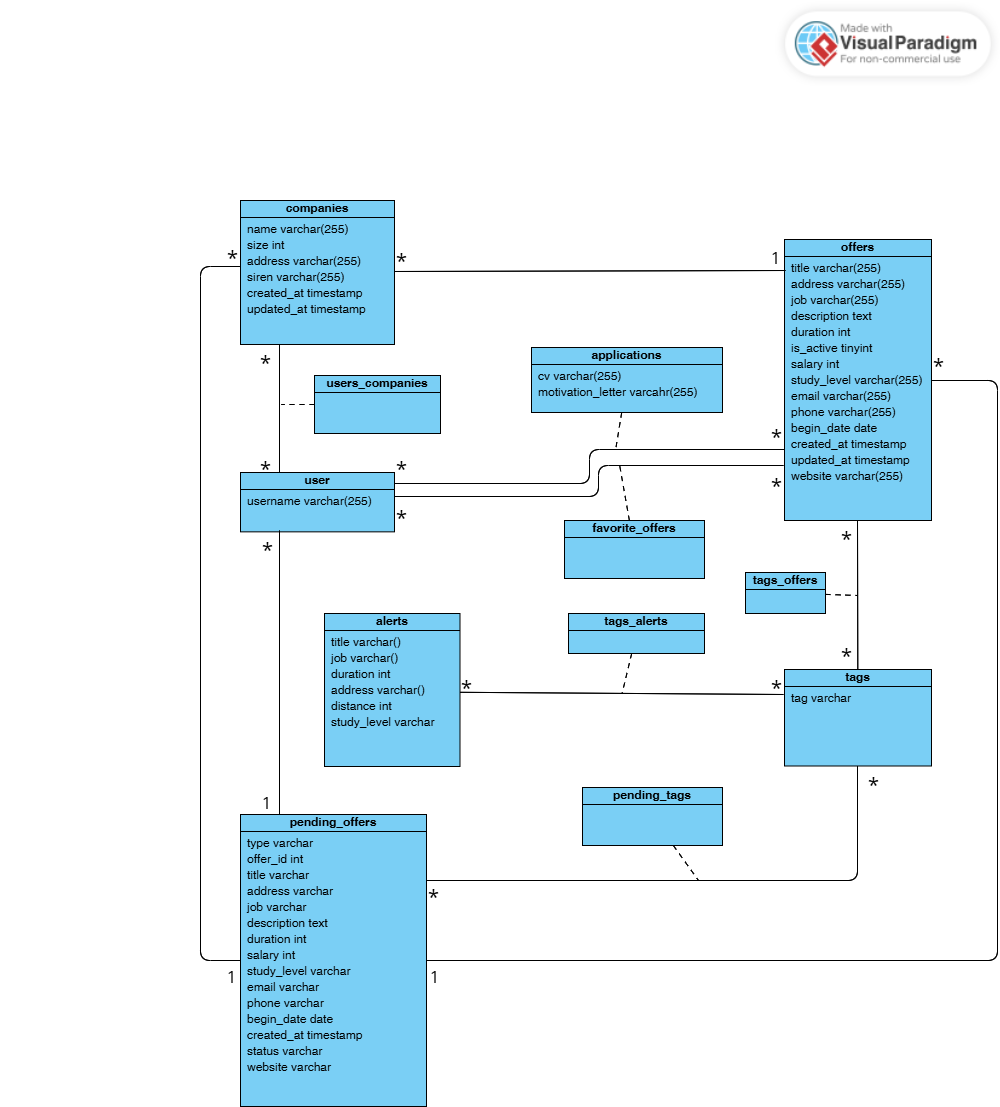 Made with
Visual Paradigm
For non-commercial use
companies
name varchar(255)
size int
address varchar(255)
siren varchar(255)
created_at timestamp
updated_at timestamp
*
*
1
offers
title varchar(255)
address varchar(255)
job varchar(255)
description text
duration int
is_active tinyint
salary int
study_level varchar(255)
email varchar(255)
phone varchar(255)
begin_date date
created_at timestamp
updated_at timestamp
website varchar(255)
*
*
users_companies
applications
cv varchar(255)
motivation_letter varcahr(255)
*
*
*
user
username varchar(255)
*
*
*
favorite_offers
*
tags_offers
*
alerts
title varchar()
job varchar()
duration int
address varchar()
distance int
study_level varchar
*
tags_alerts
*
tags
tag varchar
*
pending_tags
1
pending_offers
type varchar
offer_id int
title varchar
address varchar
job varchar
description text
duration int
salary int
study_level varchar
email varchar
phone varchar
begin_date date
created_at timestamp
status varchar
website varchar
*
1
1